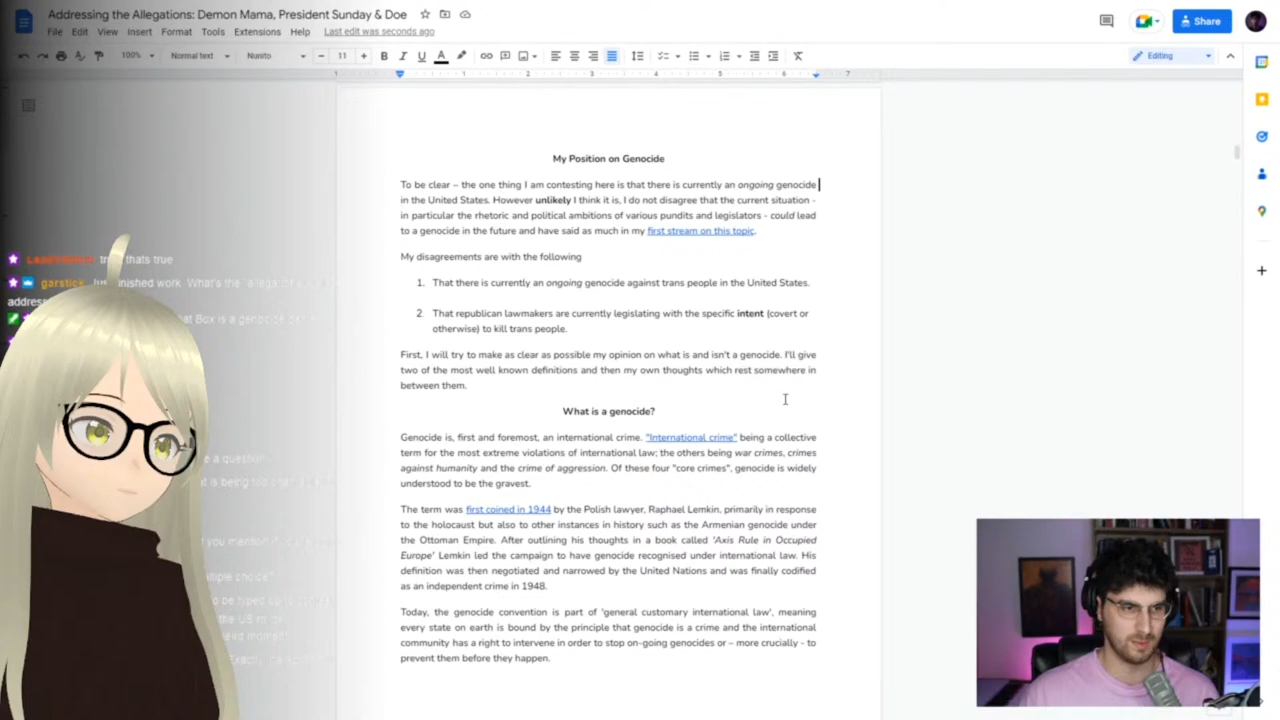 Addressing the Allegations: Demon Mama, President Sunday & Doe
Share
File Edit View Insert Format Tools Extensions Help Last edit was seconds ago
100% Normal text Nunito 11 Editing
1 1 2 3 4 5 6 7
My Position on Genocide
To be clear – the one thing I am contesting here is that there is currently an ongoing genocide
in the United States. However unlikely I think it is, I do not disagree that the current situation -
in particular the rhetoric and political ambitions of various pundits and legislators - could lead
to a genocide in the future and have said as much in my first stream on this topic.
My disagreements are with the following
1. That there is currently an ongoing genocide against trans people in the United States.
2. That republican lawmakers are currently legislating with the specific intent (covert or
otherwise) to kill trans people.
First, I will try to make as clear as possible my opinion on what is and isn't a genocide. I'll give
two of the most well known definitions and then my own thoughts which rest somewhere in
between them.
What is a genocide?
Genocide is, first and foremost, an international crime. "International crime" being a collective
term for the most extreme violations of international law; the others being war crimes, crimes
against humanity and the crime of aggression. Of these four "core crimes", genocide is widely
understood to be the gravest.
The term was first coined in 1944 by the Polish lawyer, Raphael Lemkin, primarily in response
to the holocaust but also to other instances in history such as the Armenian genocide under
the Ottoman Empire. After outlining his thoughts in a book called 'Axis Rule in Occupied
Europe' Lemkin led the campaign to have genocide recognised under international law. His
definition was then negotiated and narrowed by the United Nations and was finally codified
as an independent crime in 1948.
Today, the genocide convention is part of 'general customary international law', meaning
every state on earth is bound by the principle that genocide is a crime and the international
community has a right to intervene in order to stop on-going genocides or – more crucially - to
prevent them before they happen.
thats true
garstick finished work What's the